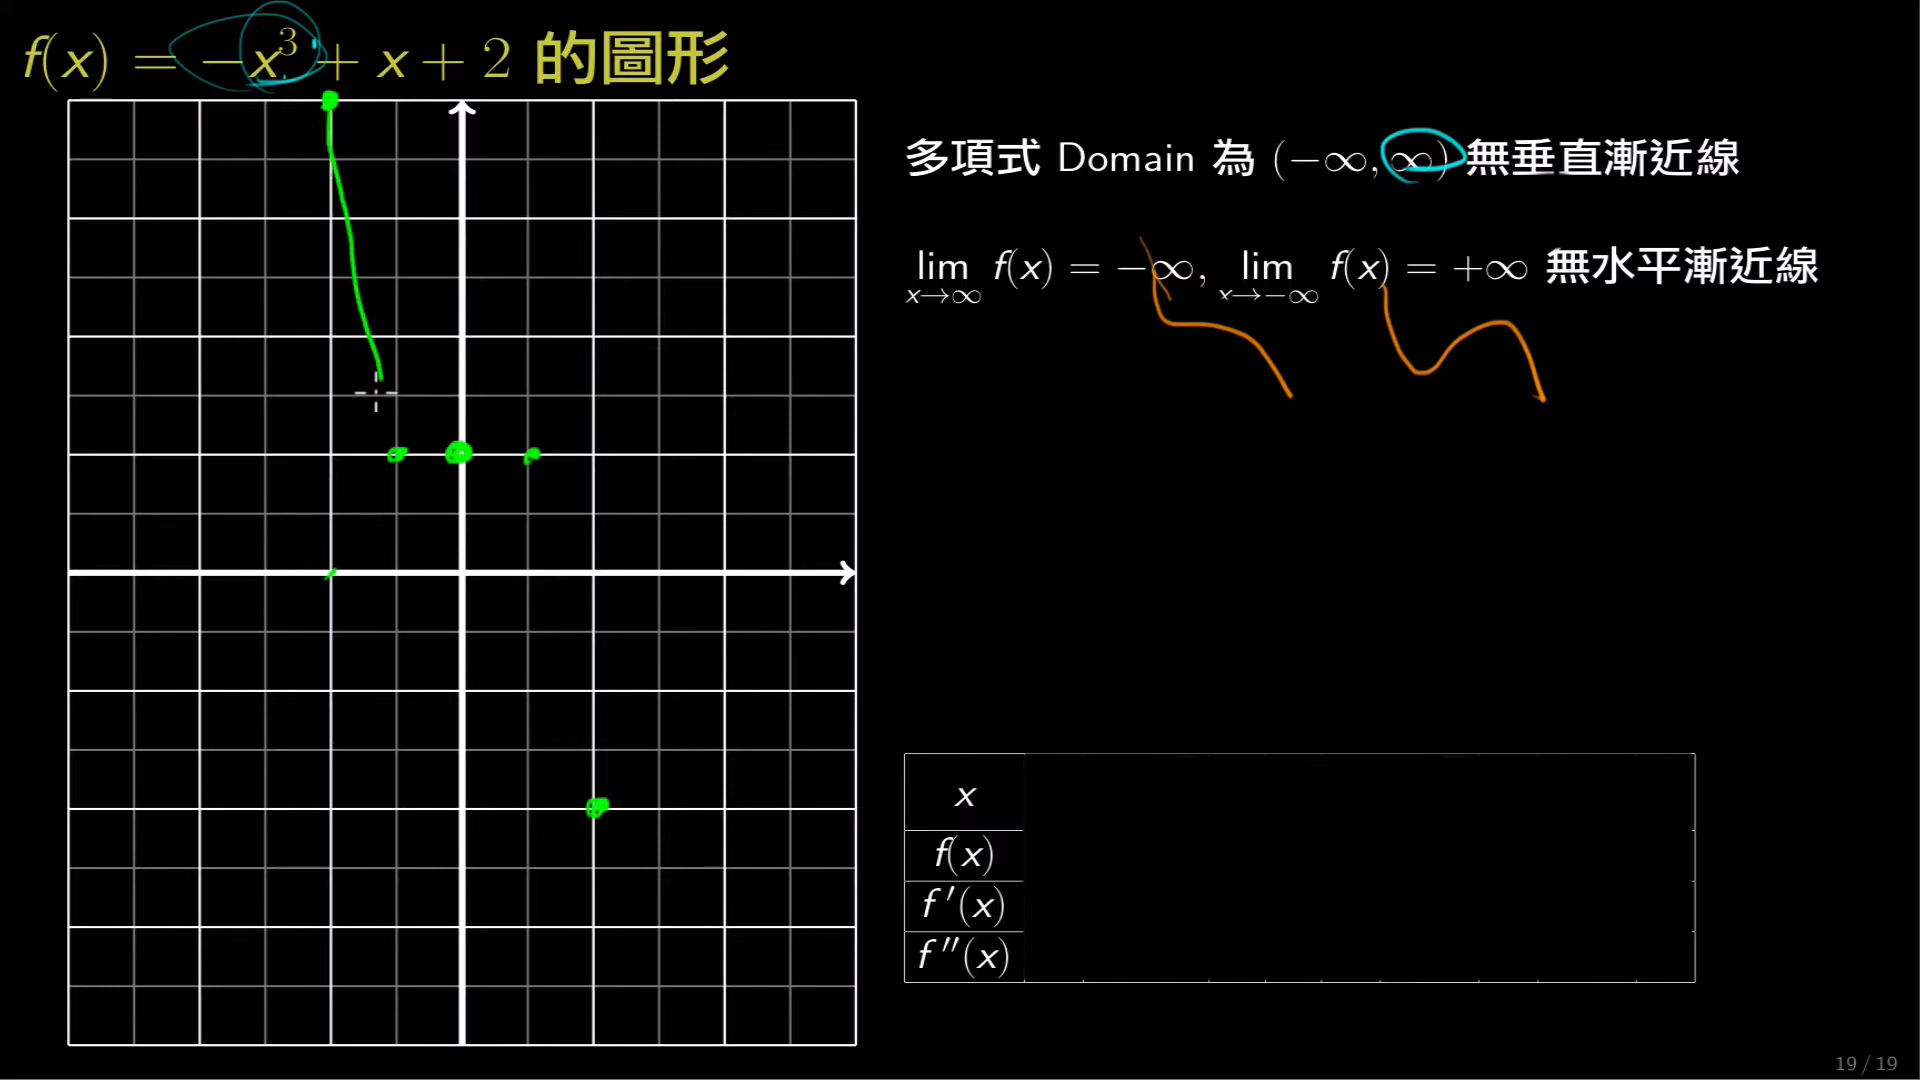 f(x) = −x³ + x + 2 的圖形
多項式 Domain 為 (−∞, ∞) 無垂直漸近線
lim x→∞ f(x) = −∞, lim x→−∞ f(x) = +∞ 無水平漸近線
x
f(x)
f′(x)
f″(x)
19 / 19